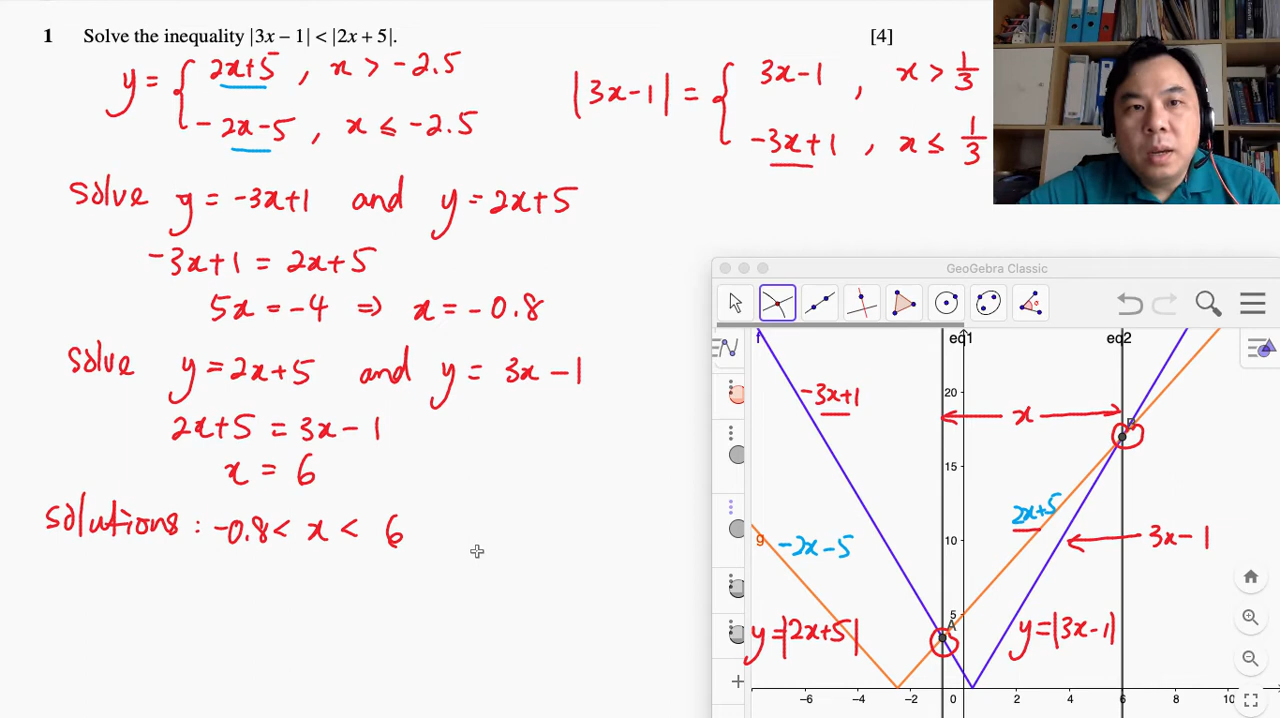 1 Solve the inequality |3x − 1| < |2x + 5|. [4]
y = { 2x+5 , x > -2.5
-2x-5 , x ≤ -2.5
|3x-1| = { 3x-1 , x > 1/3
-3x+1 , x ≤ 1/3
solve y = -3x+1 and y = 2x+5
-3x+1 = 2x+5
5x = -4 ⇒ x = -0.8
solve y = 2x+5 and y = 3x-1
2x+5 = 3x-1
x = 6
solutions : -0.8 < x < 6
GeoGebra Classic
f eq1 eq2
20
-3x+1
x
B
15
2x+5
g -2x-5
10
3x-1
5
A
y=|2x+5|
y=|3x-1|
-6 -4 -2 0 2 4 6 8 10